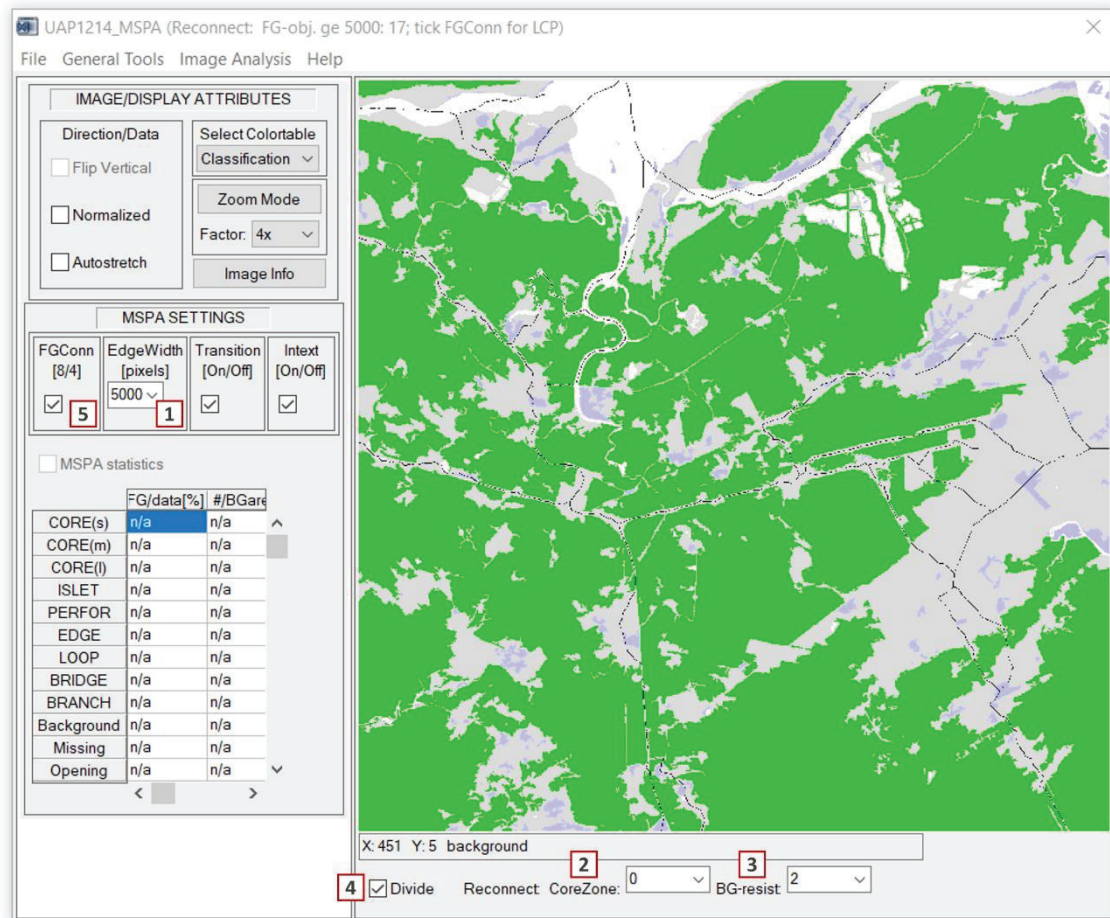 UAP1214_MSPA (Reconnect: FG-obj. ge 5000: 17; tick FGConn for LCP)
File General Tools Image Analysis Help
IMAGE/DISPLAY ATTRIBUTES
Direction/Data
Flip Vertical
Normalized
Autostretch
Select Colortable
Classification
Zoom Mode
Factor: 4x
Image Info
MSPA SETTINGS
FGConn
[8/4]
5
EdgeWidth
[pixels]
5000
1
Transition
[On/Off]
Intext
[On/Off]
MSPA statistics
FG/data[%] #/BGare
CORE(s) n/a n/a
CORE(m) n/a n/a
CORE(l) n/a n/a
ISLET n/a n/a
PERFOR n/a n/a
EDGE n/a n/a
LOOP n/a n/a
BRIDGE n/a n/a
BRANCH n/a n/a
Background n/a n/a
Missing n/a n/a
Opening n/a n/a
X: 451 Y: 5 background
2 3
4 Divide Reconnect: CoreZone: 0 BG-resist: 2